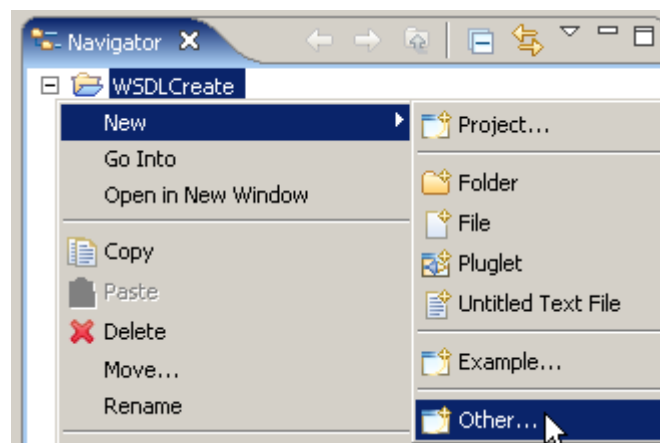 Navigator
WSDLCreate
New
Go Into
Open in New Window
Copy
Paste
Delete
Move...
Rename
Project...
Folder
File
Pluglet
Untitled Text File
Example...
Other...